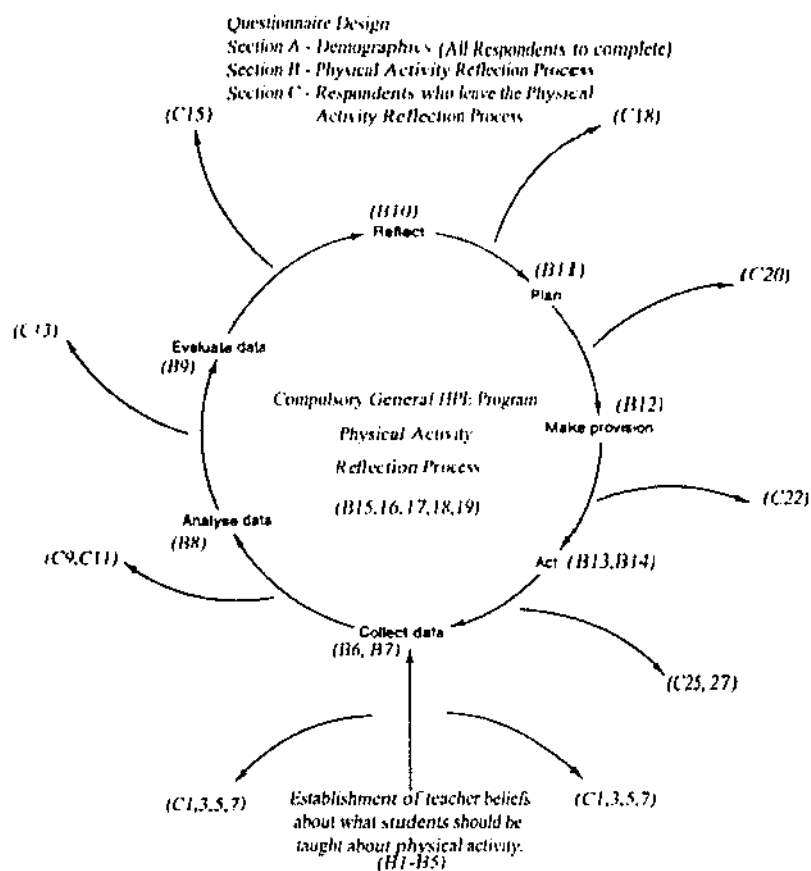 Questionnaire Design
Section A - Demographics (All Respondents to complete)
Section B - Physical Activity Reflection Process
Section C - Respondents who leave the Physical
Activity Reflection Process
(C15)
(C18)
(B10)
Reflect
(B11)
Plan
(C20)
(C13)
Evaluate data
(B9)
Compulsory General HPE Program
Physical Activity
Reflection Process
(B15,16,17,18,19)
(B12)
Make provision
(C22)
Analyse data
(B8)
(C9,C11)
Act (B13,B14)
Collect data
(B6, B7)
(C25, 27)
(C1,3,5,7)
(C1,3,5,7)
Establishment of teacher beliefs
about what students should be
taught about physical activity.
(B1-B5)